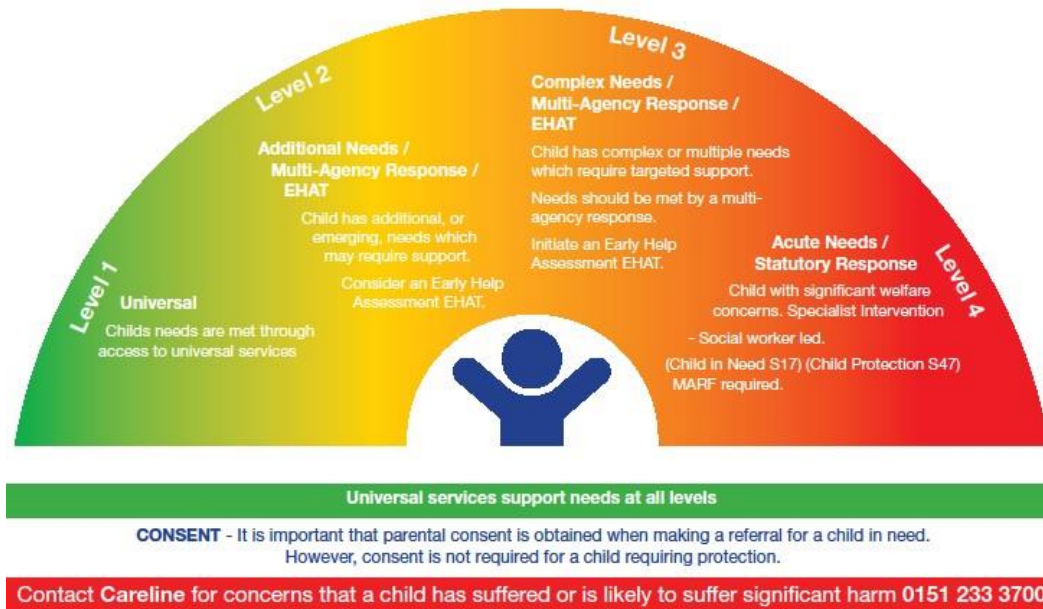 Level 1
Universal
Childs needs are met through
access to universal services
Level 2
Additional Needs /
Multi-Agency Response /
EHAT
Child has additional, or
emerging, needs which
may require support.
Consider an Early Help
Assessment EHAT.
Level 3
Complex Needs /
Multi-Agency Response /
EHAT
Child has complex or multiple needs
which require targeted support.
Needs should be met by a multi-
agency response.
Initiate an Early Help
Assessment EHAT.
Level 4
Acute Needs /
Statutory Response
Child with significant welfare
concerns. Specialist Intervention
- Social worker led.
(Child in Need S17) (Child Protection S47)
MARF required.
Universal services support needs at all levels
CONSENT - It is important that parental consent is obtained when making a referral for a child in need.
However, consent is not required for a child requiring protection.
Contact Careline for concerns that a child has suffered or is likely to suffer significant harm 0151 233 3700